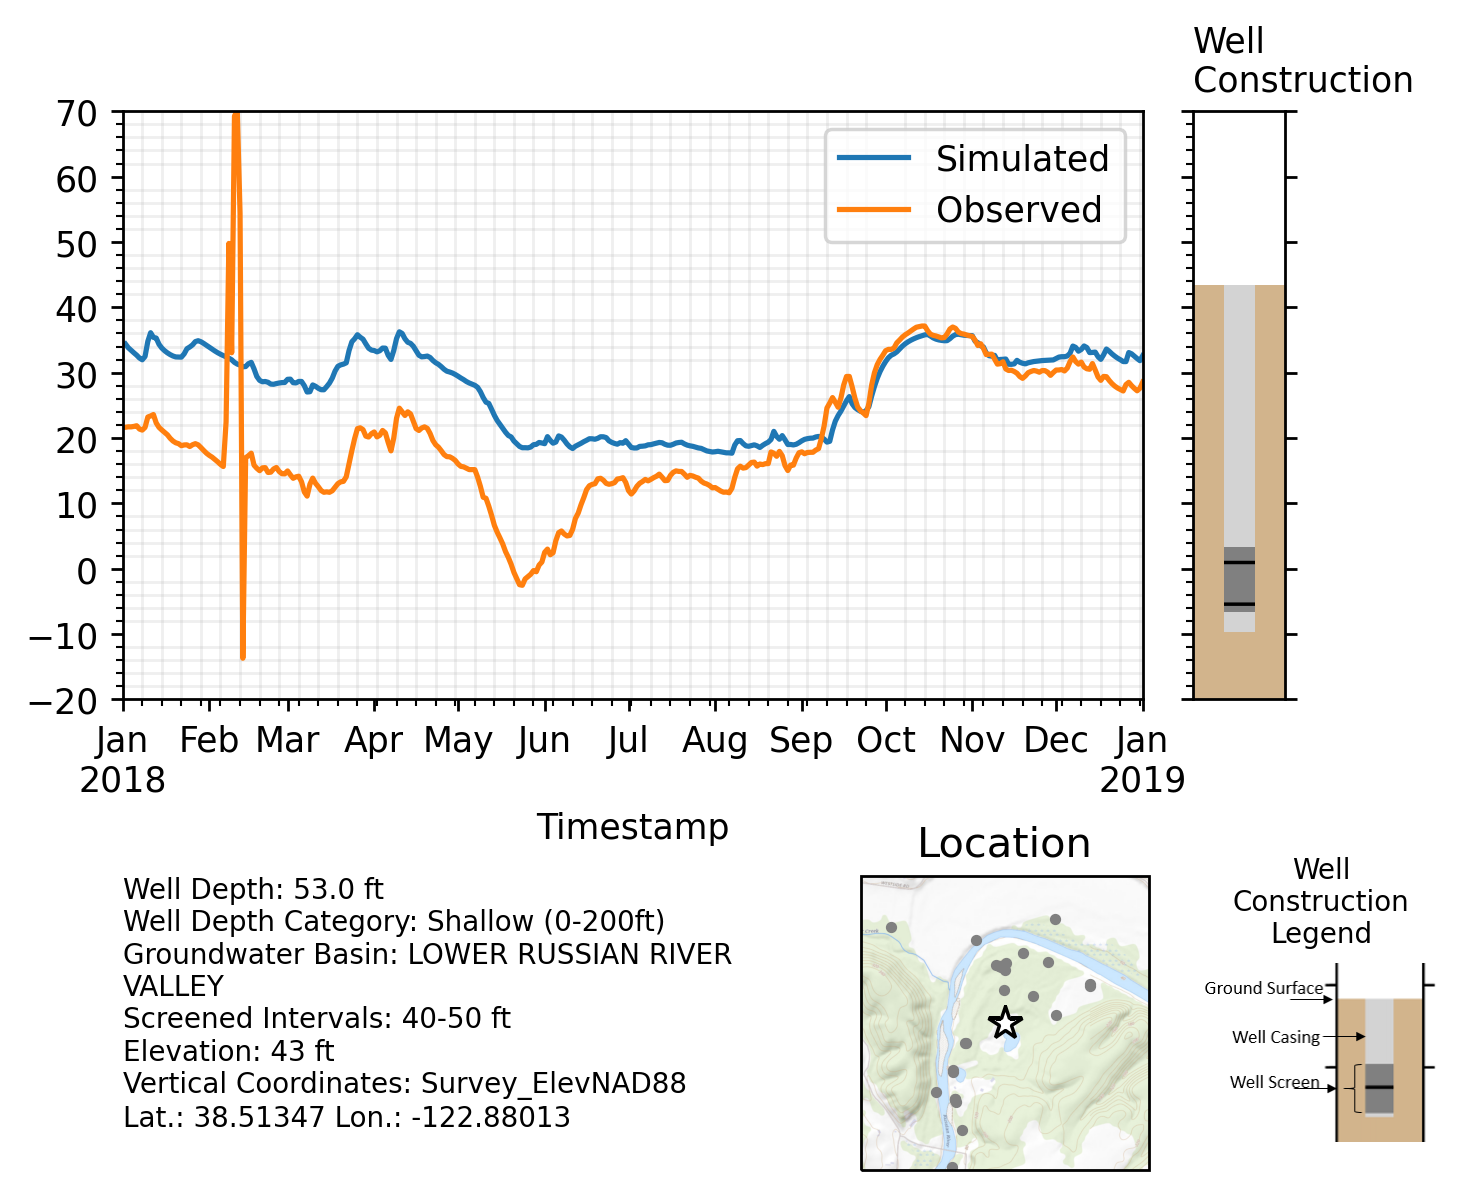 Well
Construction
70
60
50
40
30
20
10
0
−10
−20
Simulated
Observed
Jan Feb Mar Apr May Jun Jul Aug Sep Oct Nov Dec Jan
2018 2019
Timestamp
Well Depth: 53.0 ft
Well Depth Category: Shallow (0-200ft)
Groundwater Basin: LOWER RUSSIAN RIVER
VALLEY
Screened Intervals: 40-50 ft
Elevation: 43 ft
Vertical Coordinates: Survey_ElevNAD88
Lat.: 38.51347 Lon.: -122.88013
Location
Well
Construction
Legend
Ground Surface
Well Casing
Well Screen